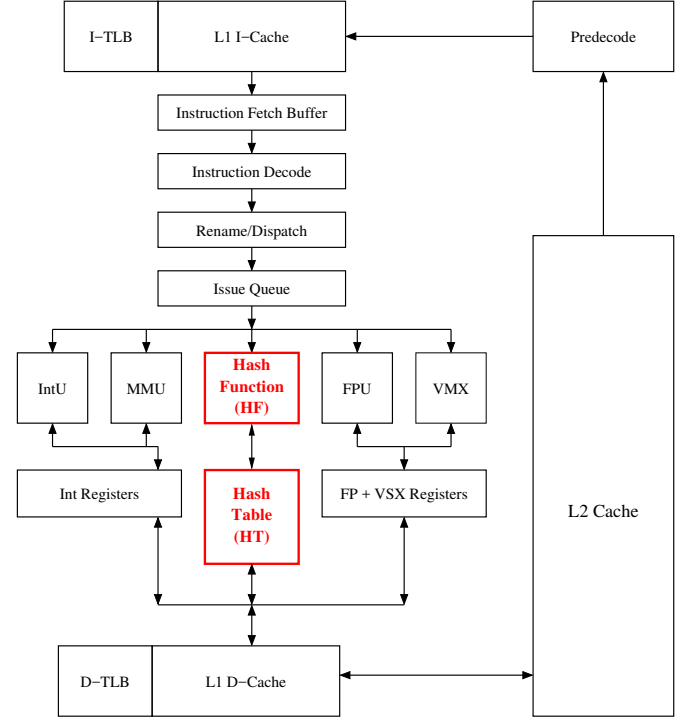 I−TLB
L1 I−Cache
Predecode
Instruction Fetch Buffer
Instruction Decode
Rename/Dispatch
Issue Queue
IntU
MMU
Hash
Function
(HF)
FPU
VMX
Int Registers
Hash
Table
(HT)
FP + VSX Registers
L2 Cache
D−TLB
L1 D−Cache